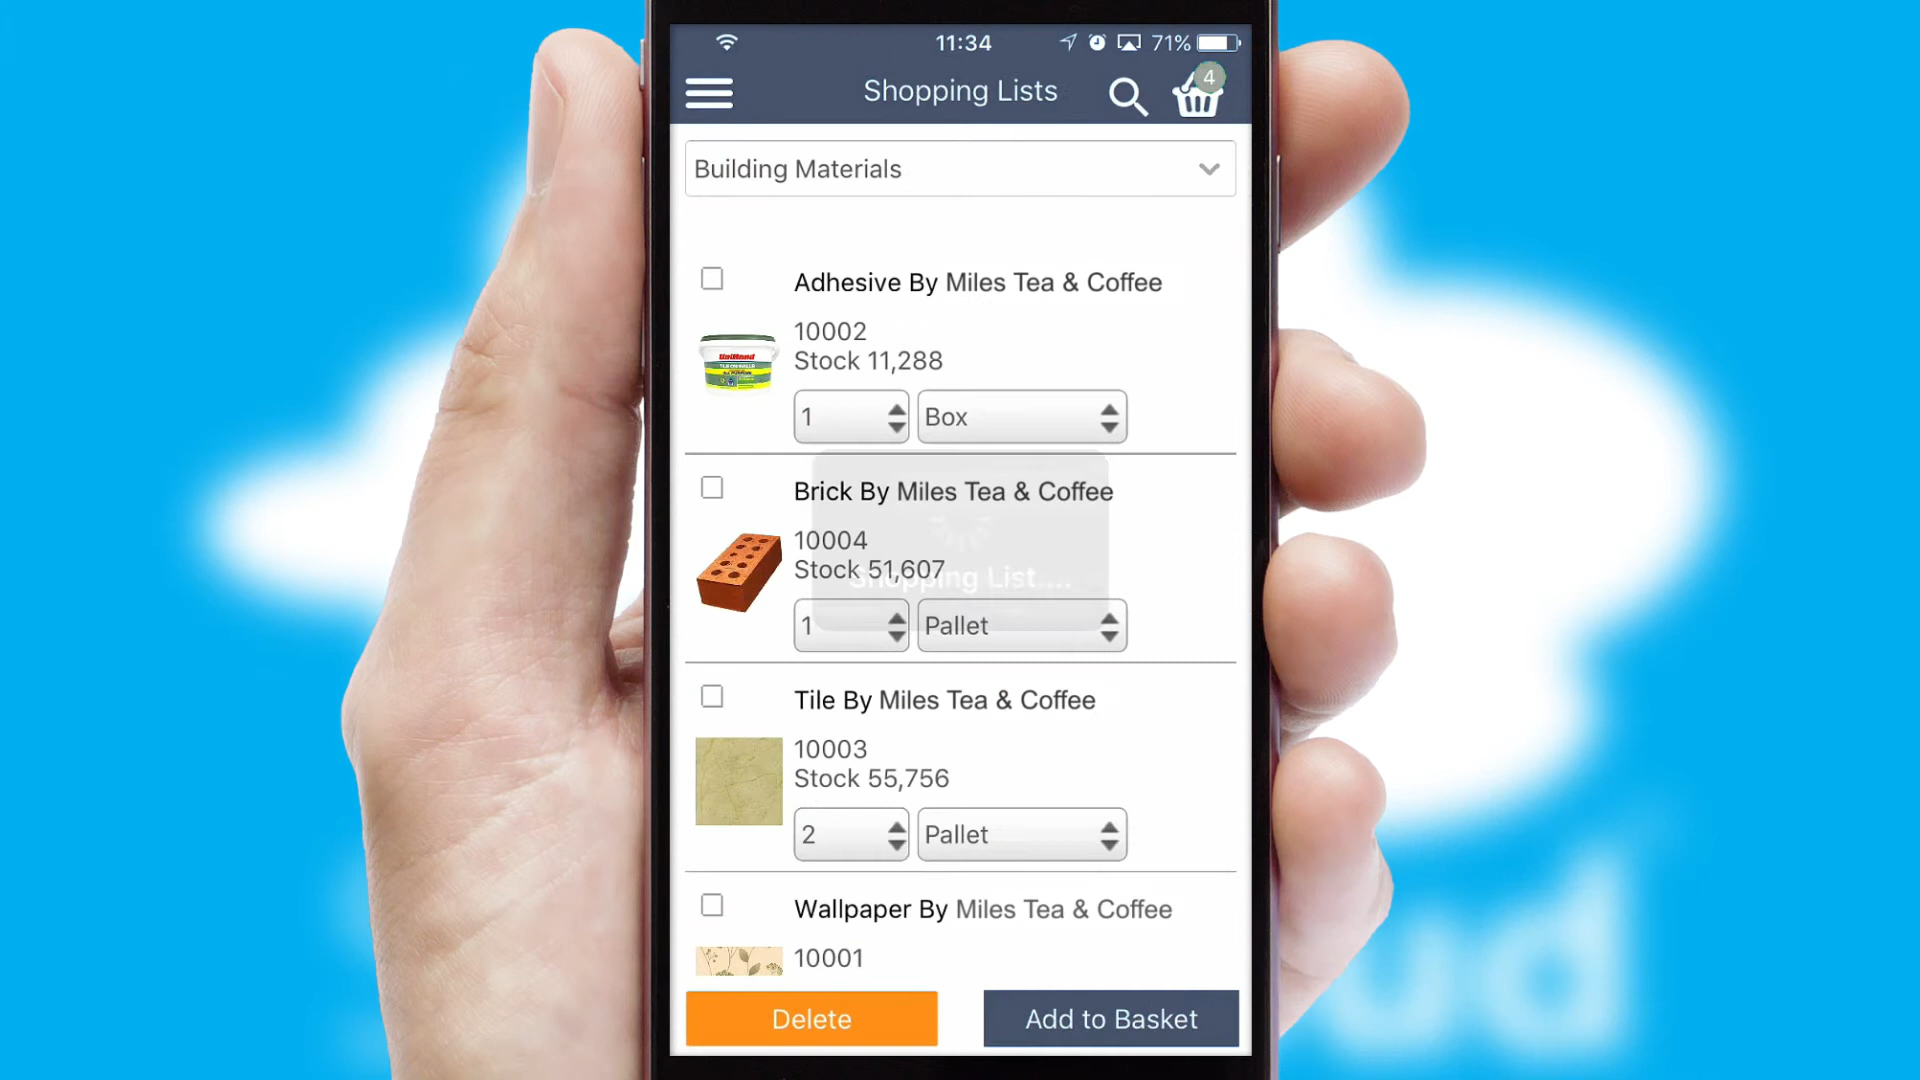 11:34
71%
Shopping Lists
4
Building Materials
Adhesive By Miles Tea & Coffee
10002
Stock 11,288
1
Box
Brick By Miles Tea & Coffee
10004
Stock 51,607
Shopping List....
1
Pallet
Tile By Miles Tea & Coffee
10003
Stock 55,756
2
Pallet
Wallpaper By Miles Tea & Coffee
10001
Delete
Add to Basket